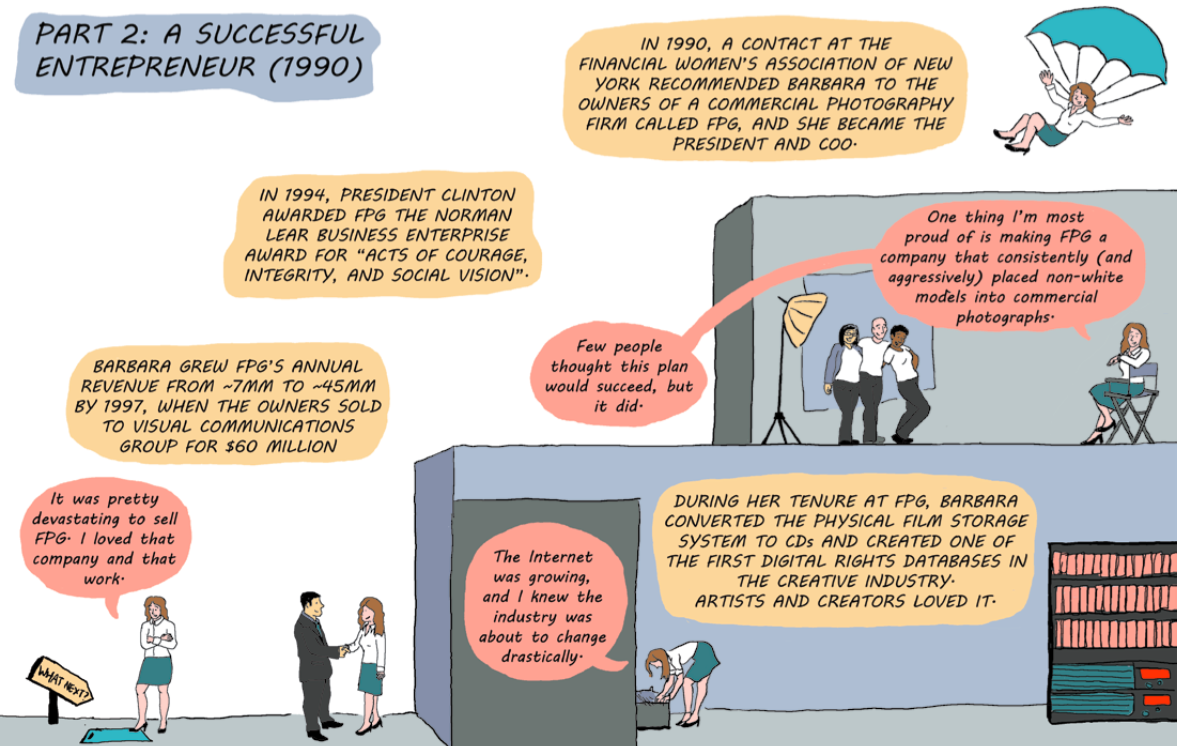 PART 2: A SUCCESSFUL
ENTREPRENEUR (1990)
IN 1990, A CONTACT AT THE
FINANCIAL WOMEN'S ASSOCIATION OF NEW
YORK RECOMMENDED BARBARA TO THE
OWNERS OF A COMMERCIAL PHOTOGRAPHY
FIRM CALLED FPG, AND SHE BECAME THE
PRESIDENT AND COO.
One thing I'm most
proud of is making FPG a
company that consistently (and
aggressively) placed non-white
models into commercial
photographs.
Few people
thought this plan
would succeed, but
it did.
DURING HER TENURE AT FPG, BARBARA
CONVERTED THE PHYSICAL FILM STORAGE
SYSTEM TO CDs AND CREATED ONE OF
THE FIRST DIGITAL RIGHTS DATABASES IN
THE CREATIVE INDUSTRY.
ARTISTS AND CREATORS LOVED IT.
The Internet
was growing,
and I knew the
industry was
about to change
drastically.
IN 1994, PRESIDENT CLINTON
AWARDED FPG THE NORMAN
LEAR BUSINESS ENTERPRISE
AWARD FOR "ACTS OF COURAGE,
INTEGRITY, AND SOCIAL VISION".
BARBARA GREW FPG'S ANNUAL
REVENUE FROM ~7MM TO ~45MM
BY 1997, WHEN THE OWNERS SOLD
TO VISUAL COMMUNICATIONS
GROUP FOR $60 MILLION
It was pretty
devastating to sell
FPG. I loved that
company and that
work.
WHAT NEXT?